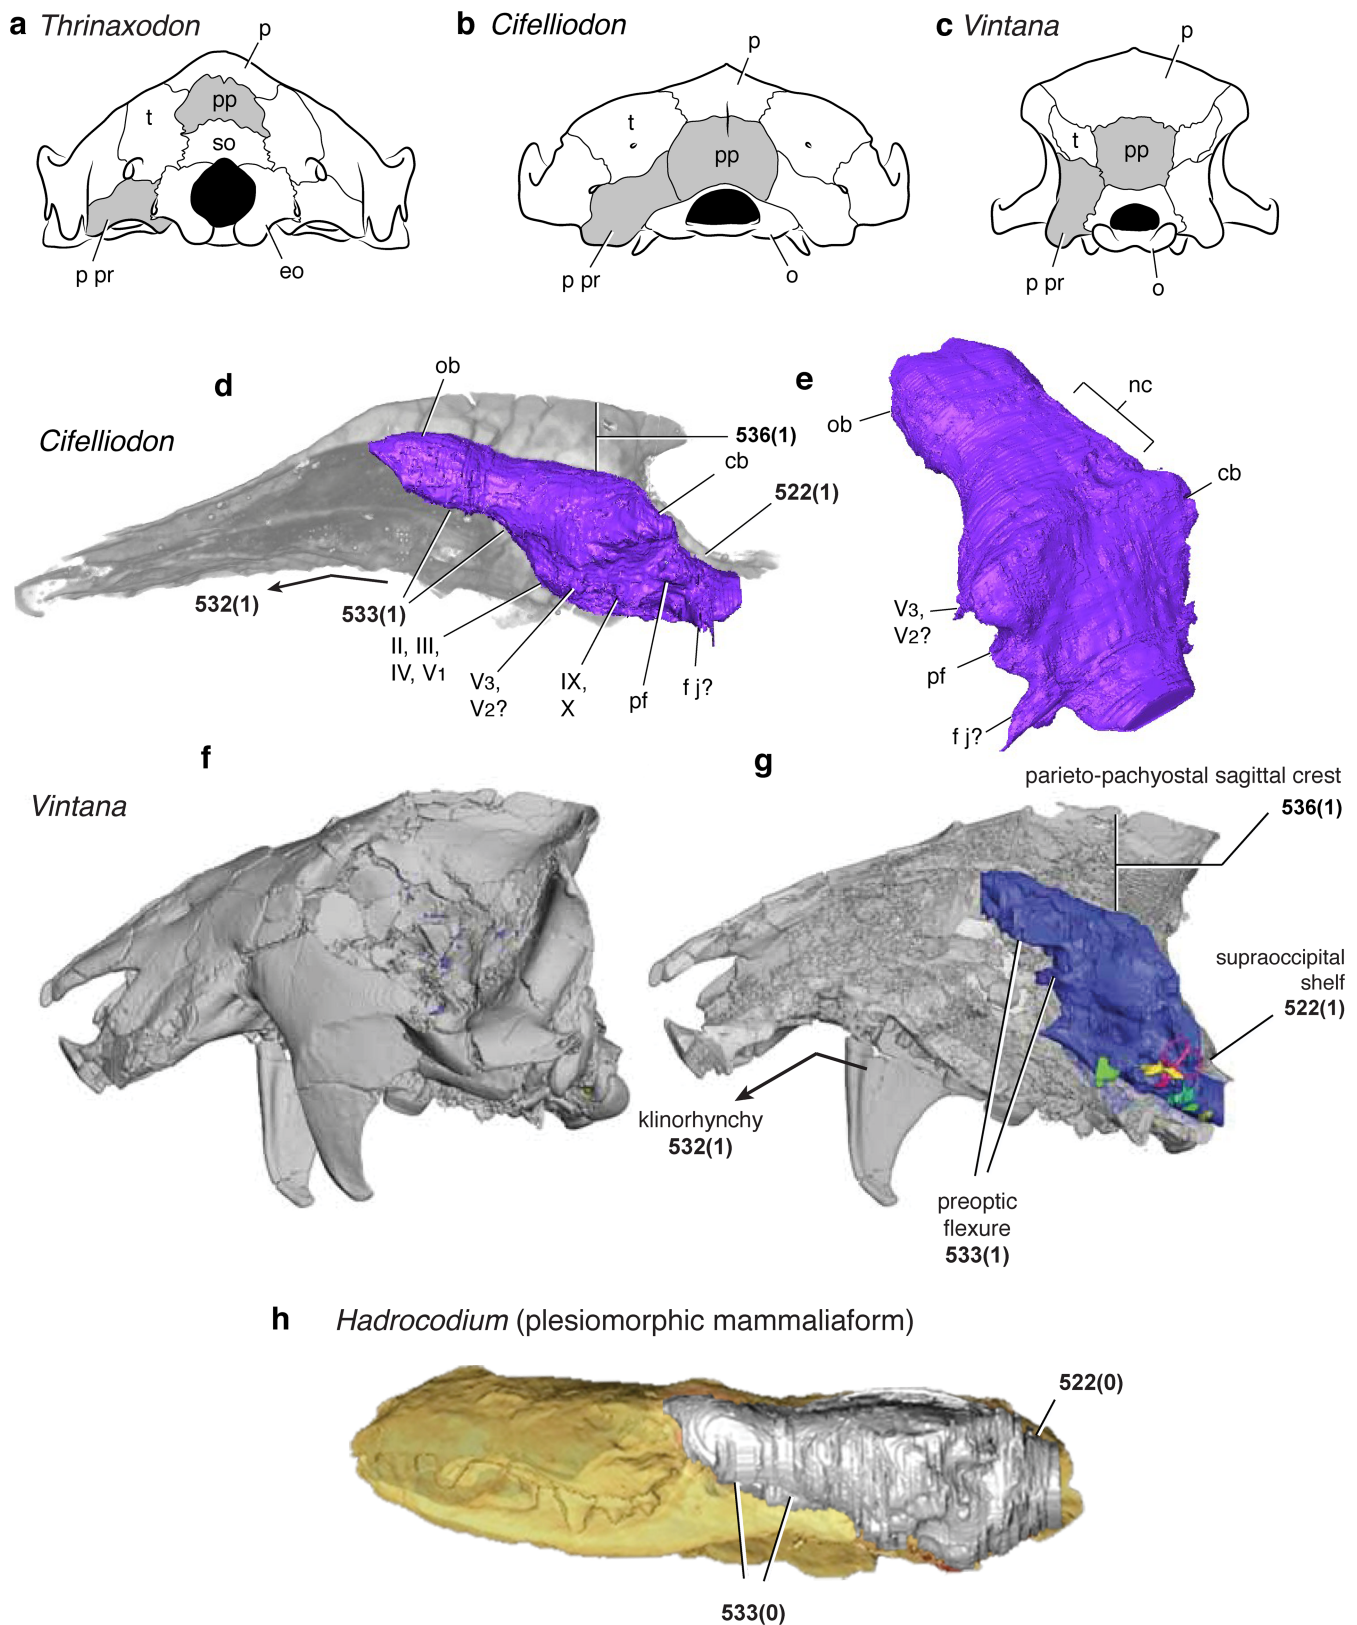 a Thrinaxodon
p
pp
t
so
p pr
eo
b Cifelliodon
p
t
pp
p pr
o
c Vintana
p
t
pp
p pr
o
d
ob
Cifelliodon
536(1)
cb
522(1)
532(1)
533(1)
II, III,
IV, V1
V3,
V2?
IX,
X
pf
f j?
e
nc
ob
cb
V3,
V2?
pf
f j?
f
Vintana
g
parieto-pachyostal sagittal crest
536(1)
supraoccipital
shelf
522(1)
klinorhynchy
532(1)
preoptic
flexure
533(1)
h Hadrocodium (plesiomorphic mammaliaform)
522(0)
533(0)